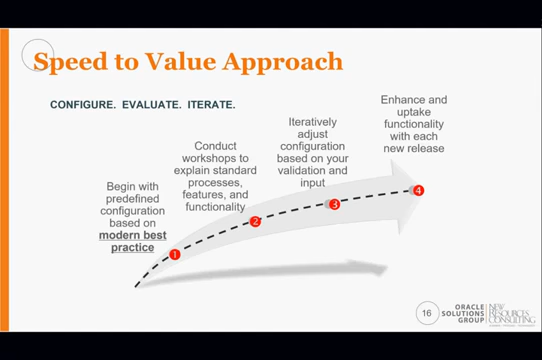 Speed to Value Approach
CONFIGURE. EVALUATE. ITERATE.
Begin with
predefined
configuration
based on
modern best
practice
Conduct
workshops to
explain standard
processes,
features, and
functionality
Iteratively
adjust
configuration
based on your
validation and
input
Enhance and
uptake
functionality
with each
new release
1
2
3
4
16
ORACLE
SOLUTIONS
GROUP
NEW
RESOURCES
CONSULTING